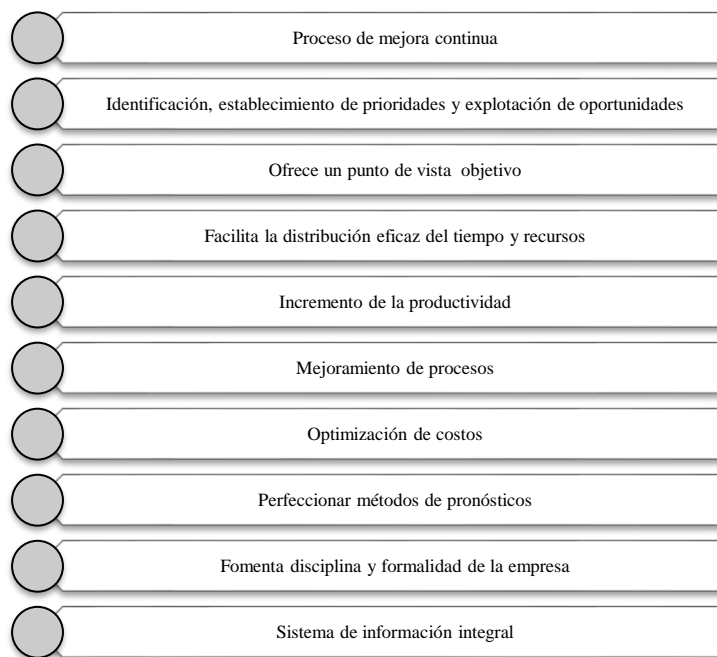 Proceso de mejora continua
Identificación, establecimiento de prioridades y explotación de oportunidades
Ofrece un punto de vista objetivo
Facilita la distribución eficaz del tiempo y recursos
Incremento de la productividad
Mejoramiento de procesos
Optimización de costos
Perfeccionar métodos de pronósticos
Fomenta disciplina y formalidad de la empresa
Sistema de información integral